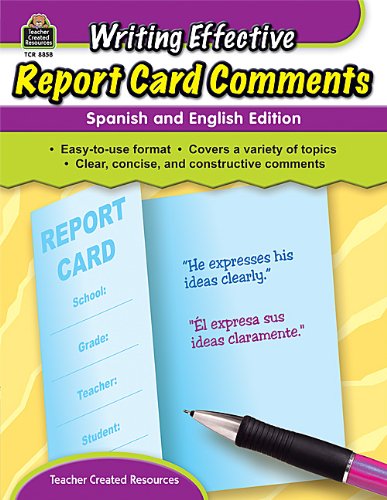 Teacher
Created
Resources
TCR 8858
Writing Effective
Report Card Comments
Spanish and English Edition
• Easy-to-use format • Covers a variety of topics
• Clear, concise, and constructive comments
REPORT
CARD
School:
Grade:
Teacher:
Student:
"He expresses his
ideas clearly."
"Él expresa sus
ideas claramente."
Teacher Created Resources